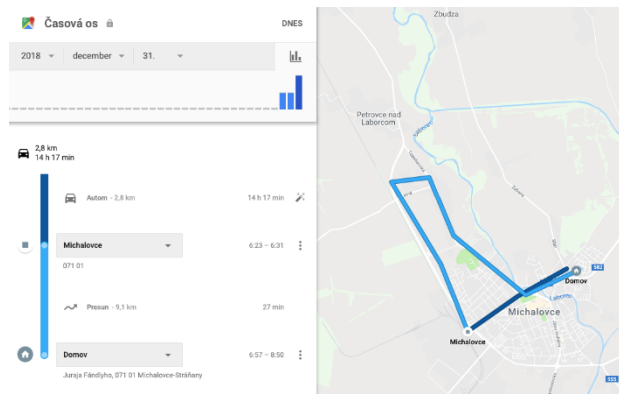 Časová os
DNES
2018
december
31.
2,8 km
14 h 17 min
Autom - 2,8 km
14 h 17 min
Michalovce
6:23 – 6:31
071 01
Presun - 9,1 km
27 min
Domov
6:57 – 8:50
Juraja Fándlyho, 071 01 Michalovce-Stráňany
Zbudza
Petrovce nad
Laborcom
582
Domov
Laborec
Michalovce
Michalovce
555